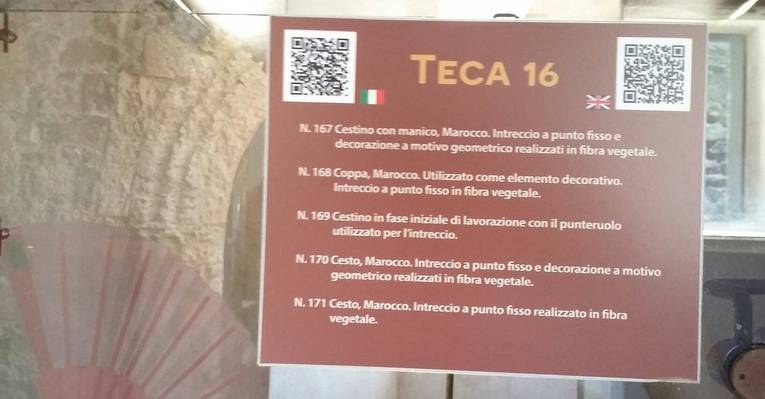 TECA 16
N. 167 Cestino con manico, Marocco. Intreccio a punto fisso e
decorazione a motivo geometrico realizzati in fibra vegetale.
N. 168 Coppa, Marocco. Utilizzato come elemento decorativo.
Intreccio a punto fisso in fibra vegetale.
N. 169 Cestino in fase iniziale di lavorazione con il punteruolo
utilizzato per l'intreccio.
N. 170 Cesto, Marocco. Intreccio a punto fisso e decorazione a motivo
geometrico realizzati in fibra vegetale.
N. 171 Cesto, Marocco. Intreccio a punto fisso realizzato in fibra
vegetale.